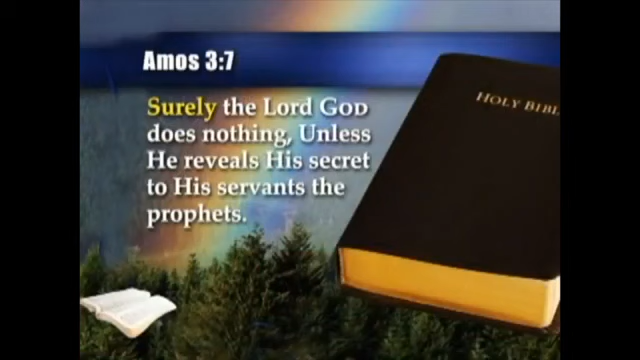 Amos 3:7
Surely the Lord GOD
does nothing, Unless
He reveals His secret
to His servants the
prophets.
HOLY BIBL